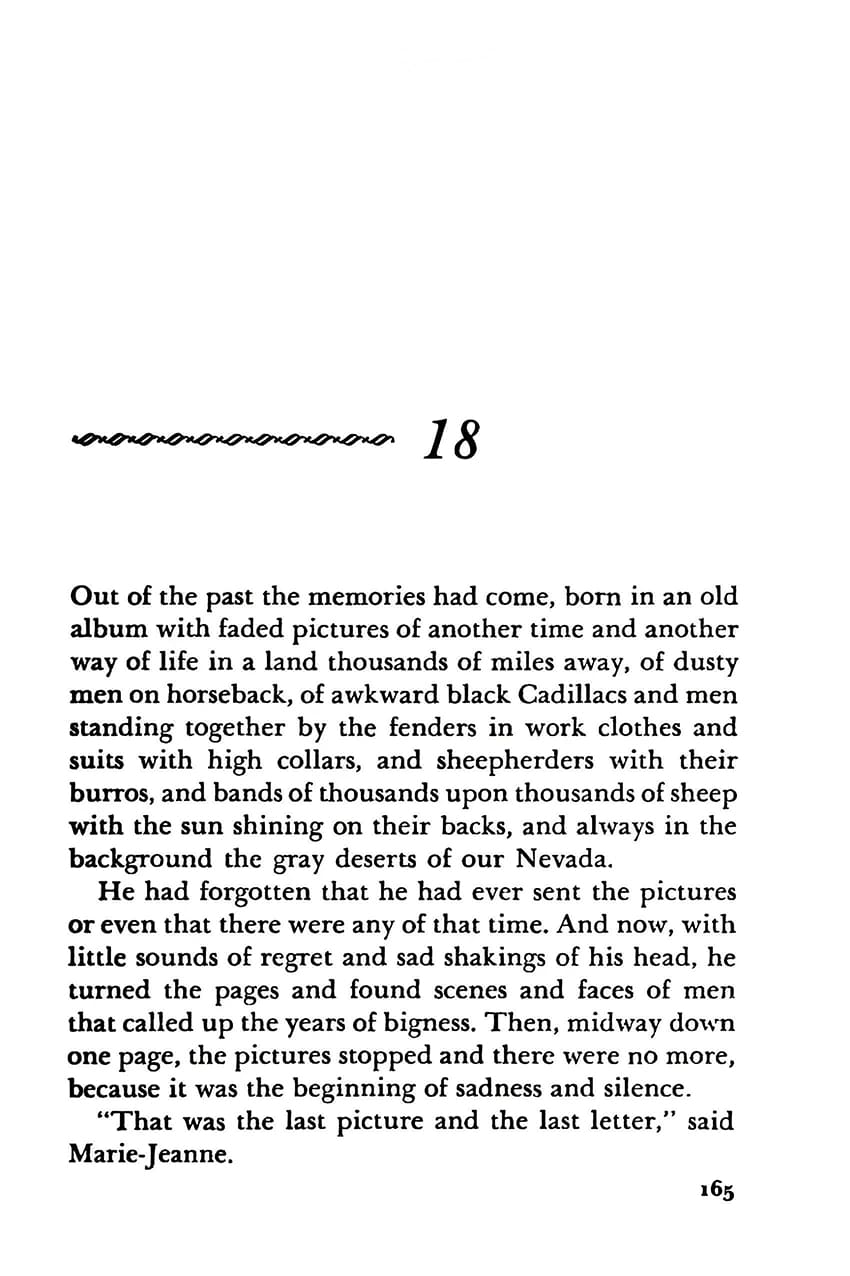 18
Out of the past the memories had come, born in an old
album with faded pictures of another time and another
way of life in a land thousands of miles away, of dusty
men on horseback, of awkward black Cadillacs and men
standing together by the fenders in work clothes and
suits with high collars, and sheepherders with their
burros, and bands of thousands upon thousands of sheep
with the sun shining on their backs, and always in the
background the gray deserts of our Nevada.
He had forgotten that he had ever sent the pictures
or even that there were any of that time. And now, with
little sounds of regret and sad shakings of his head, he
turned the pages and found scenes and faces of men
that called up the years of bigness. Then, midway down
one page, the pictures stopped and there were no more,
because it was the beginning of sadness and silence.
“That was the last picture and the last letter,” said
Marie-Jeanne.
165